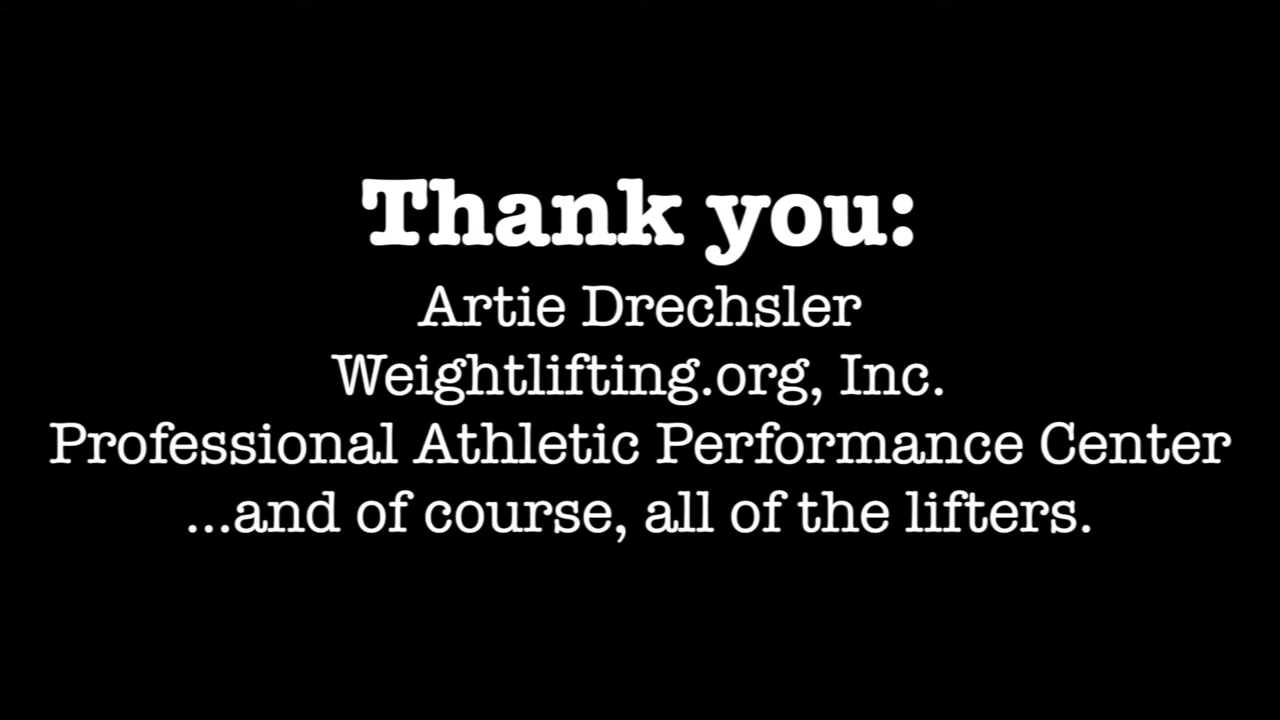 Thank you:
Artie Drechsler
Weightlifting.org, Inc.
Professional Athletic Performance Center
...and of course, all of the lifters.